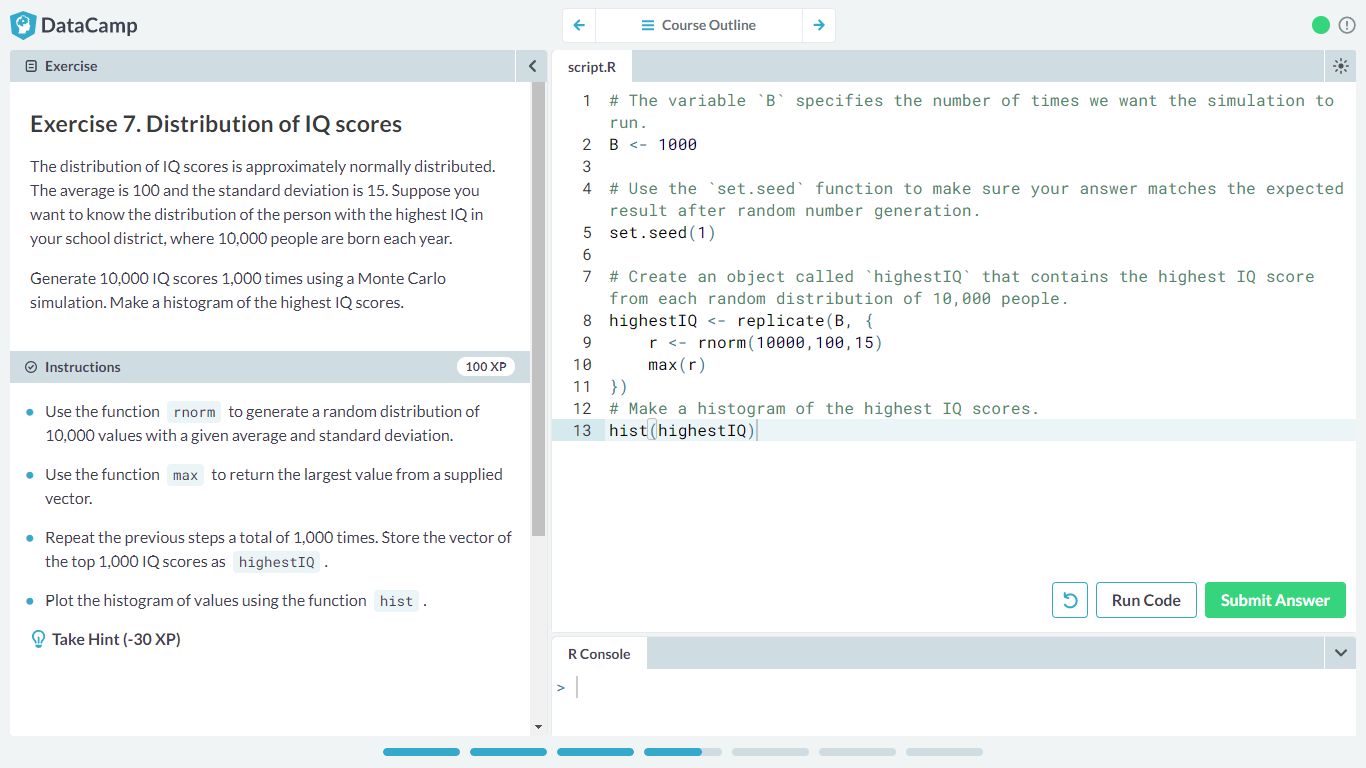 DataCamp
Course Outline
Exercise
Exercise 7. Distribution of IQ scores
The distribution of IQ scores is approximately normally distributed.
The average is 100 and the standard deviation is 15. Suppose you
want to know the distribution of the person with the highest IQ in
your school district, where 10,000 people are born each year.
Generate 10,000 IQ scores 1,000 times using a Monte Carlo
simulation. Make a histogram of the highest IQ scores.
Instructions
100 XP
Use the function rnorm to generate a random distribution of
10,000 values with a given average and standard deviation.
Use the function max to return the largest value from a supplied
vector.
Repeat the previous steps a total of 1,000 times. Store the vector of
the top 1,000 IQ scores as highestIQ .
Plot the histogram of values using the function hist .
Take Hint (-30 XP)
script.R
1 # The variable `B` specifies the number of times we want the simulation to
run.
2 B <- 1000
3
4 # Use the `set.seed` function to make sure your answer matches the expected
result after random number generation.
5 set.seed(1)
6
7 # Create an object called `highestIQ` that contains the highest IQ score
from each random distribution of 10,000 people.
8 highestIQ <- replicate(B, {
9     r <- rnorm(10000,100,15)
10     max(r)
11 })
12 # Make a histogram of the highest IQ scores.
13 hist(highestIQ)
Run Code
Submit Answer
R Console
>